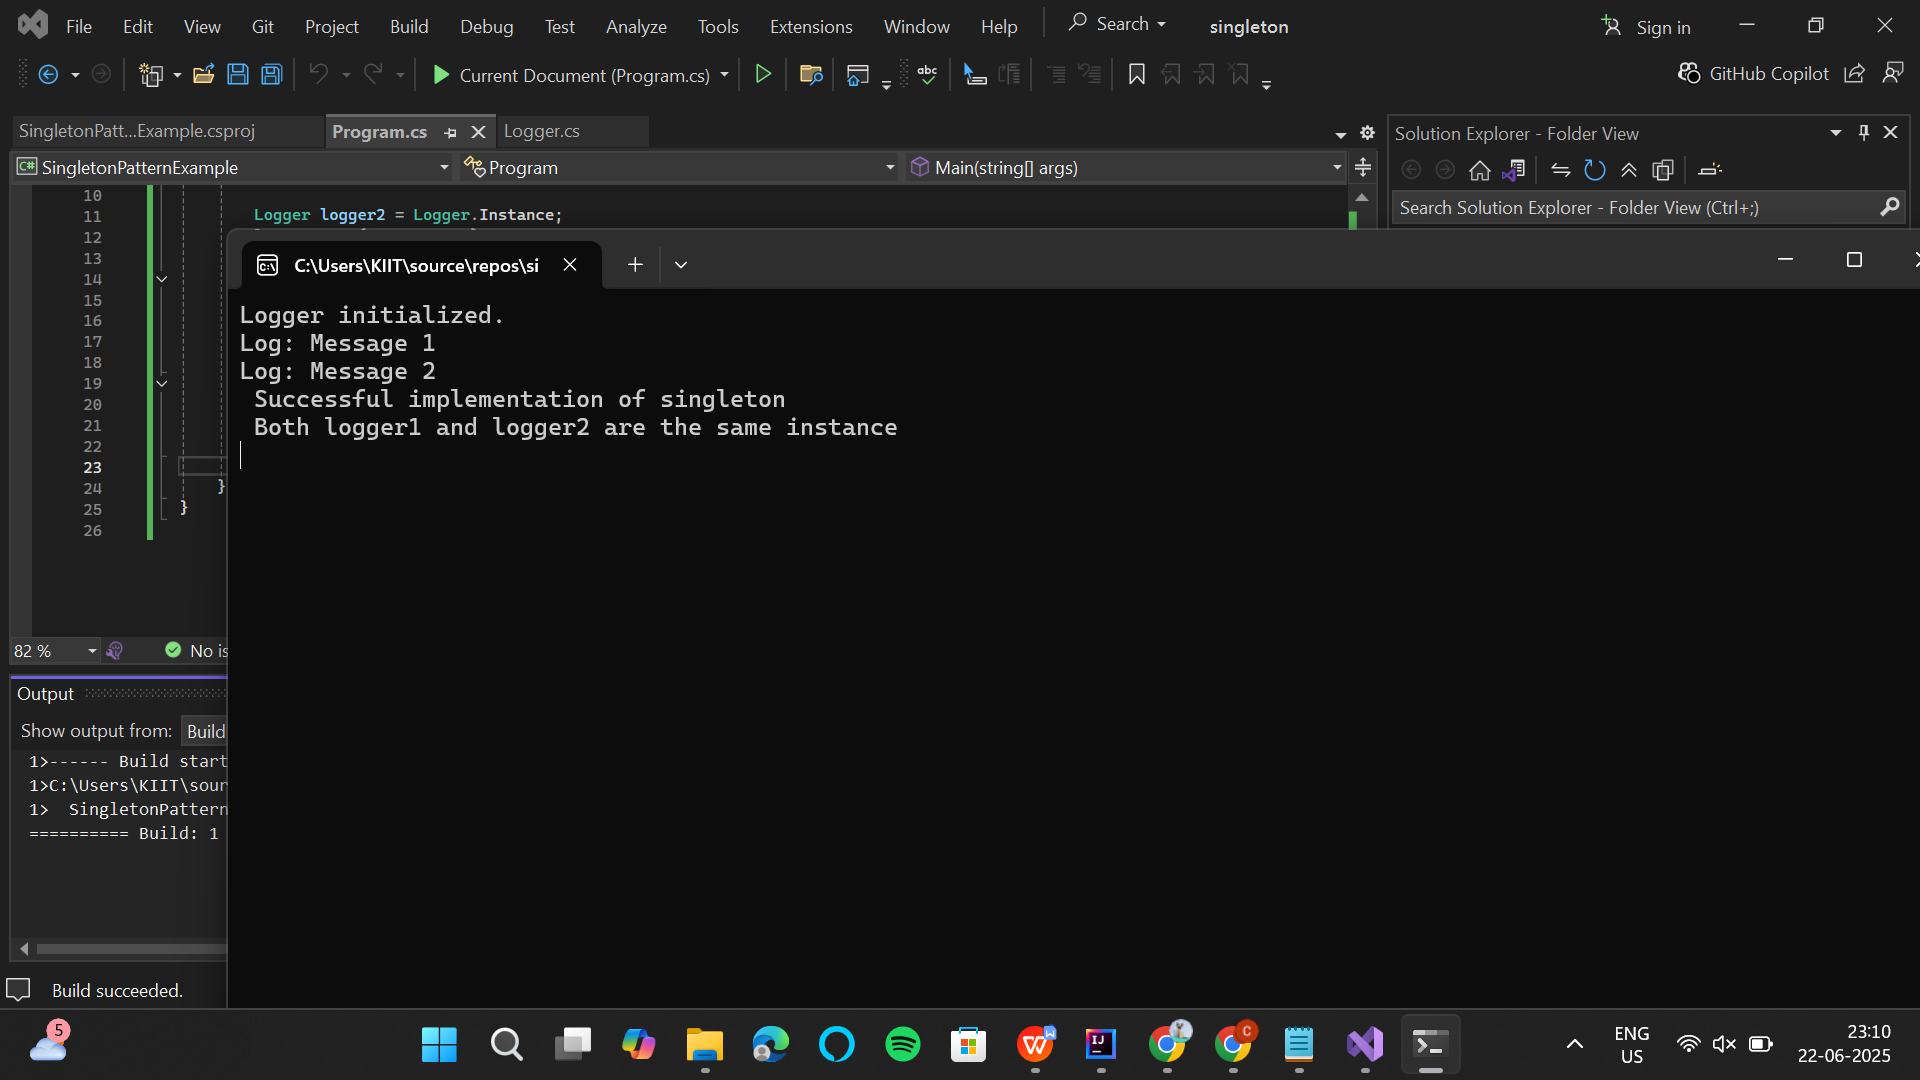 File Edit View Git Project Build Debug Test Analyze Tools Extensions Window Help Search singleton Sign in
Current Document (Program.cs) abc GitHub Copilot
SingletonPatt...Example.csproj Program.cs Logger.cs
Solution Explorer - Folder View
C# SingletonPatternExample Program Main(string[] args)
Search Solution Explorer - Folder View (Ctrl+;)
10
11 Logger logger2 = Logger.Instance;
12
13
14
15
16
17
18
19
20
21
22
23
24 }
25 }
26
C:\Users\KIIT\source\repos\si
Logger initialized.
Log: Message 1
Log: Message 2
Successful implementation of singleton
Both logger1 and logger2 are the same instance
82 % No is
Output
Show output from: Build
1>------ Build start
1>C:\Users\KIIT\sour
1> SingletonPattern
========== Build: 1
Build succeeded.
5
IJ
C
ENG
US
23:10
22-06-2025